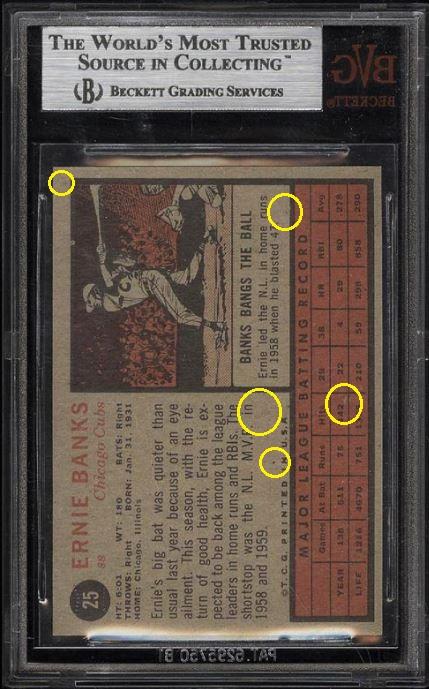 THE WORLD'S MOST TRUSTED
SOURCE IN COLLECTING™
(B) BECKETT GRADING SERVICES
BVG
BECKETT
25
ERNIE BANKS
SS Chicago Cubs
HT: 6:01 WT: 180 BATS: Right
THROWS: Right BORN: Jan. 31, 1931
HOME: Chicago, Illinois
Ernie's big bat was quieter than
usual last year because of an eye
ailment. This season, with the re-
turn of good health, Ernie is ex-
pected to be back among the league
leaders in home runs and RBIs. The
shortstop was the N.L. M.V.P. in
1958 and 1959.
BANKS BANGS THE BALL
Ernie led the N.L. in home runs
in 1958 when he blasted 47
©T.C.G. PRINTED IN U.S.A.
MAJOR LEAGUE BATTING RECORD
Games At Bat Runs Hits 2B 3B HR RBI Avg.
YEAR 138 511 75 142 22 4 29 80 .278
LIFE 1226 4670 751 210 59 298 858 .290
PAT. 5295750 81